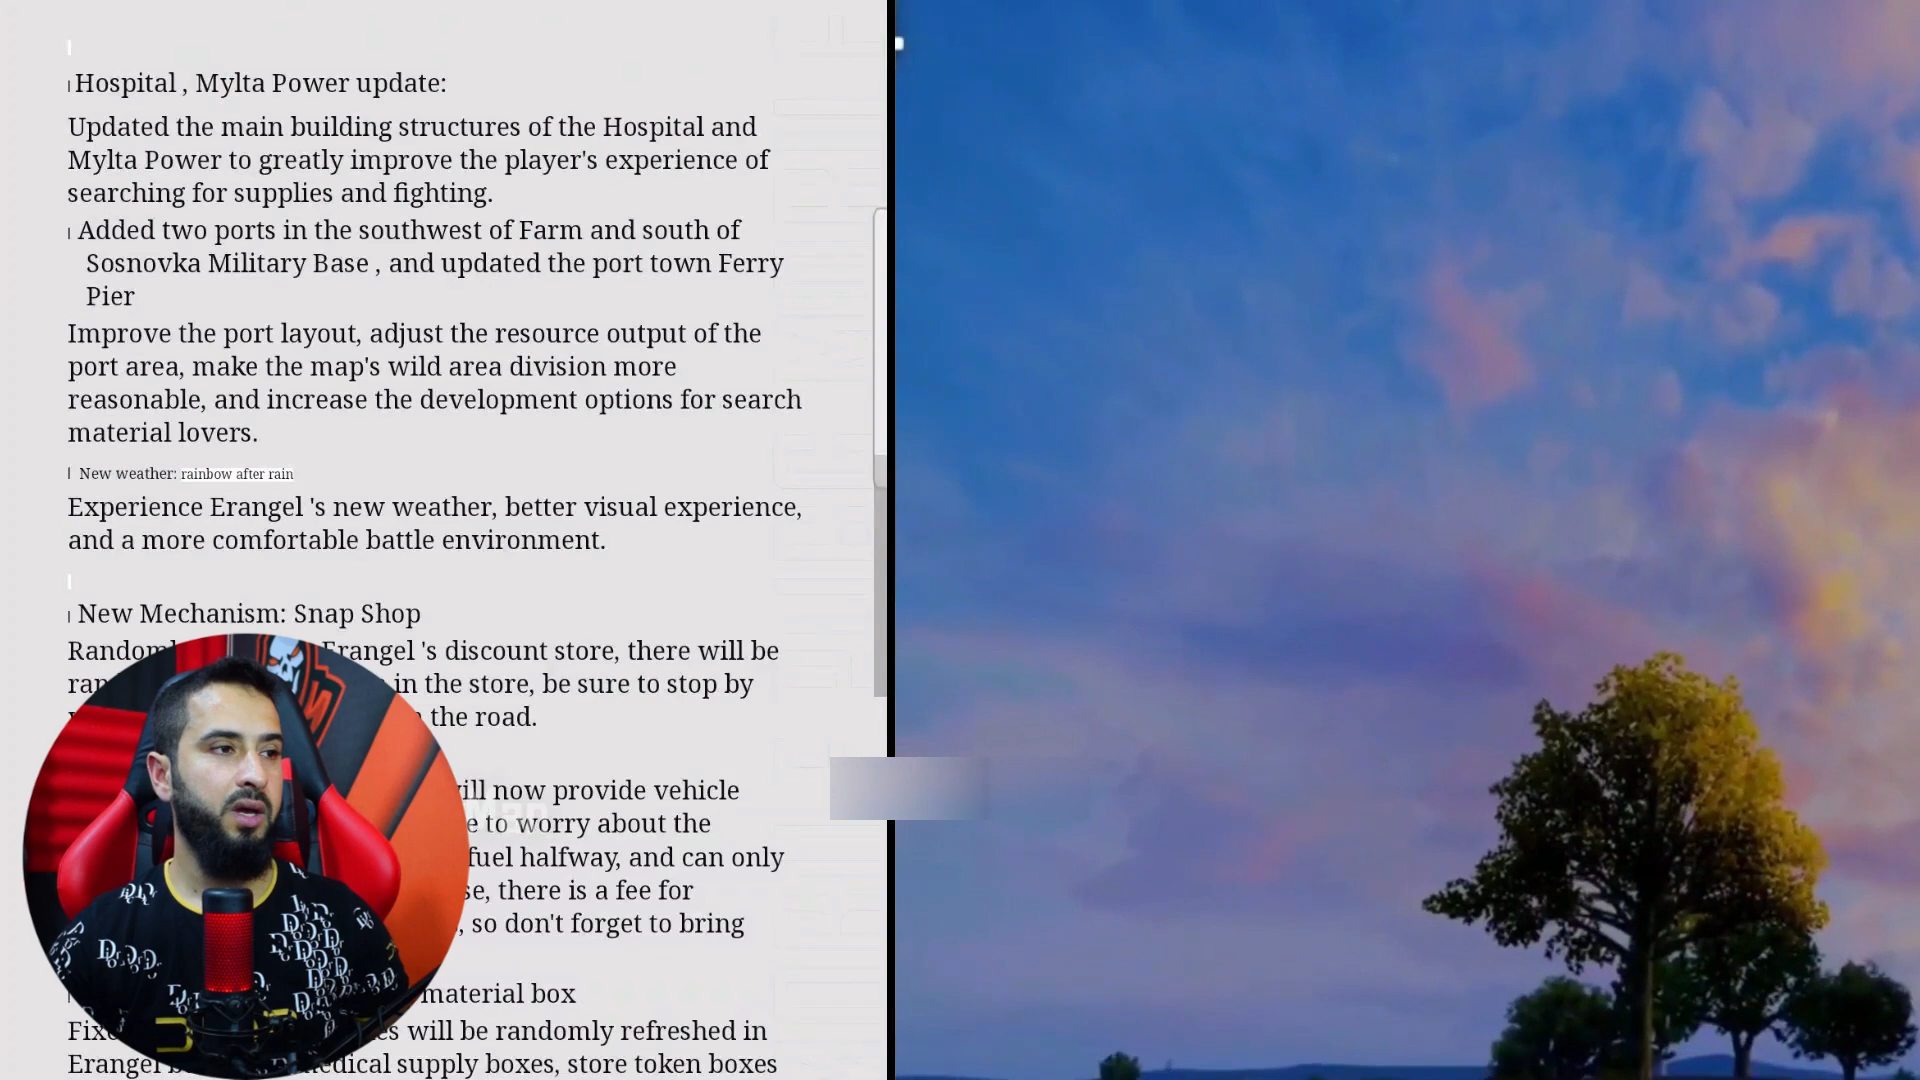 Hospital , Mylta Power update:
Updated the main building structures of the Hospital and
Mylta Power to greatly improve the player's experience of
searching for supplies and fighting.
Added two ports in the southwest of Farm and south of
Sosnovka Military Base , and updated the port town Ferry
Pier
Improve the port layout, adjust the resource output of the
port area, make the map's wild area division more
reasonable, and increase the development options for search
material lovers.
New weather: rainbow after rain
Experience Erangel 's new weather, better visual experience,
and a more comfortable battle environment.
New Mechanism: Snap Shop
Erangel 's discount store, there will be
in the store, be sure to stop by
the road.
now provide vehicle
to worry about the
fuel halfway, and can only
there is a fee for
, so don't forget to bring
material box
will be randomly refreshed in
Erangel
supply boxes, store token boxes